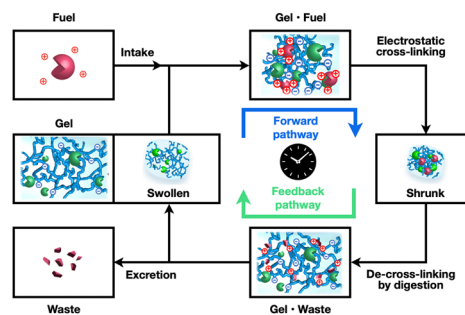 Fuel
Gel・Fuel
Intake
Electrostatic
cross-linking
Gel
Forward
pathway
Swollen
Feedback
pathway
Shrunk
Excretion
De-cross-linking
by digestion
Waste
Gel・Waste